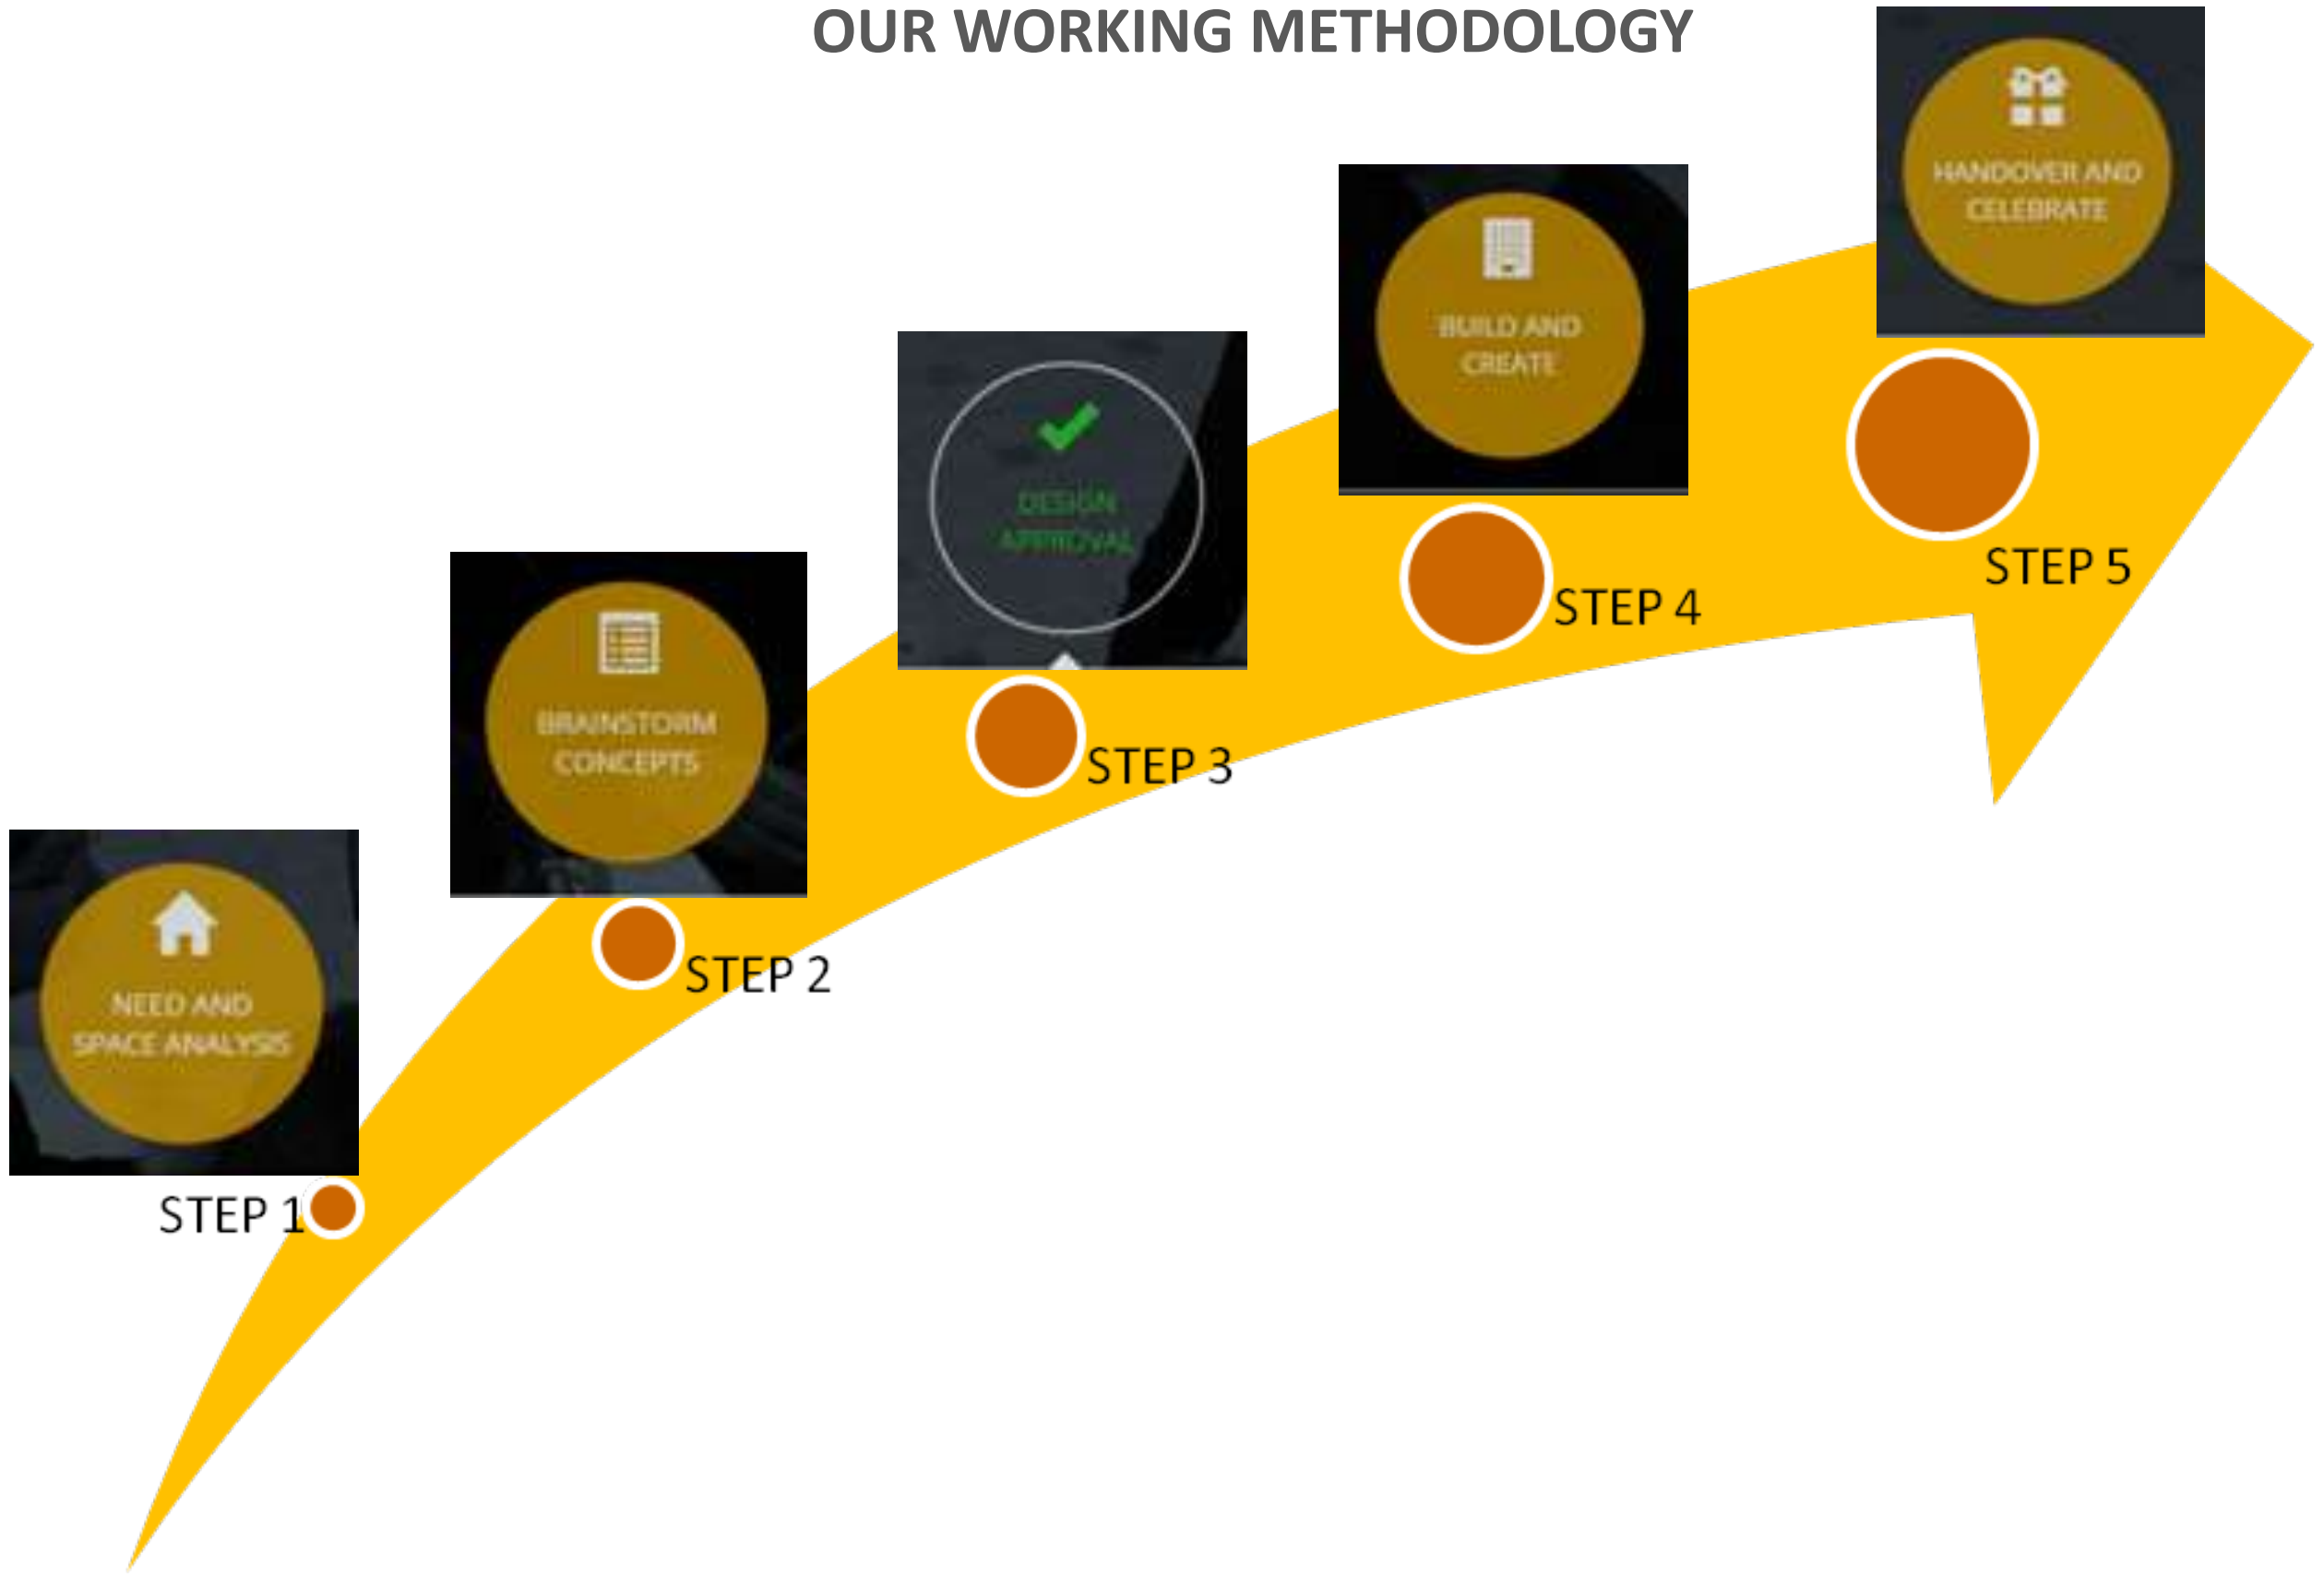 OUR WORKING METHODOLOGY
NEED AND
SPACE ANALYSIS
STEP 1
BRAINSTORM
CONCEPTS
STEP 2
DESIGN
APPROVAL
STEP 3
BUILD AND
CREATE
STEP 4
HANDOVER AND
CELEBRATE
STEP 5